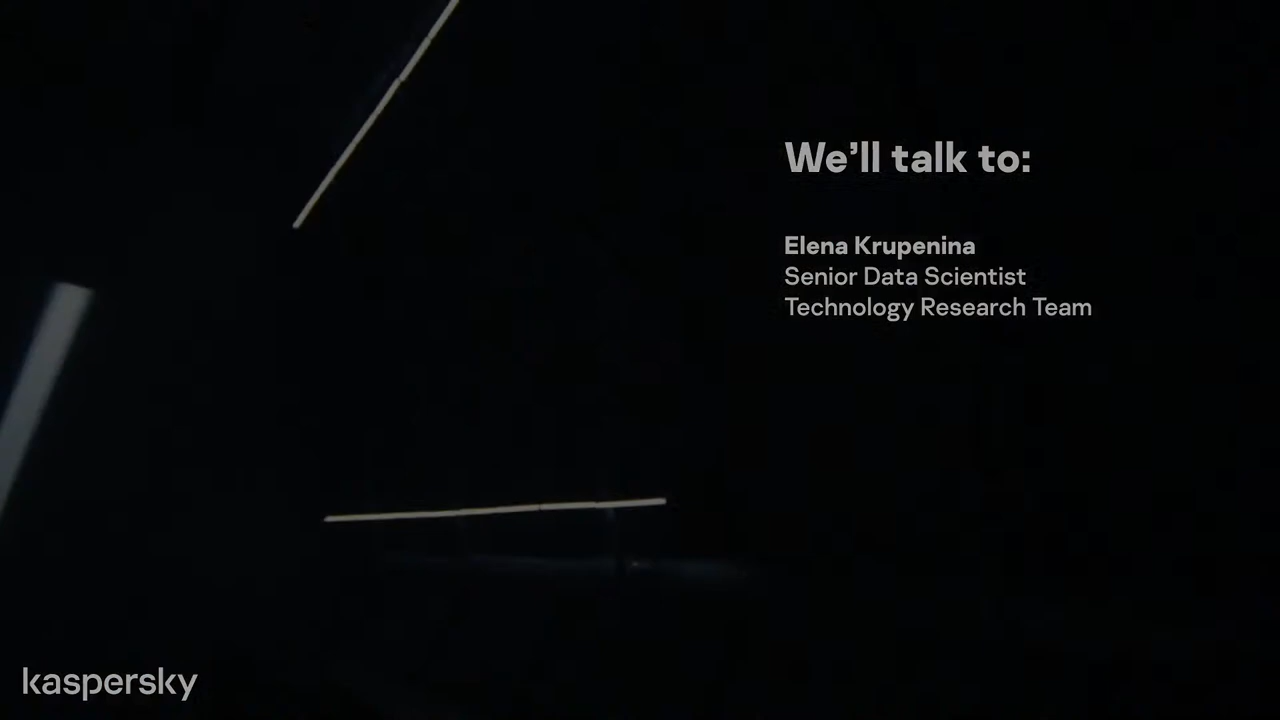 We’ll talk to:
Elena Krupenina
Senior Data Scientist
Technology Research Team
kaspersky